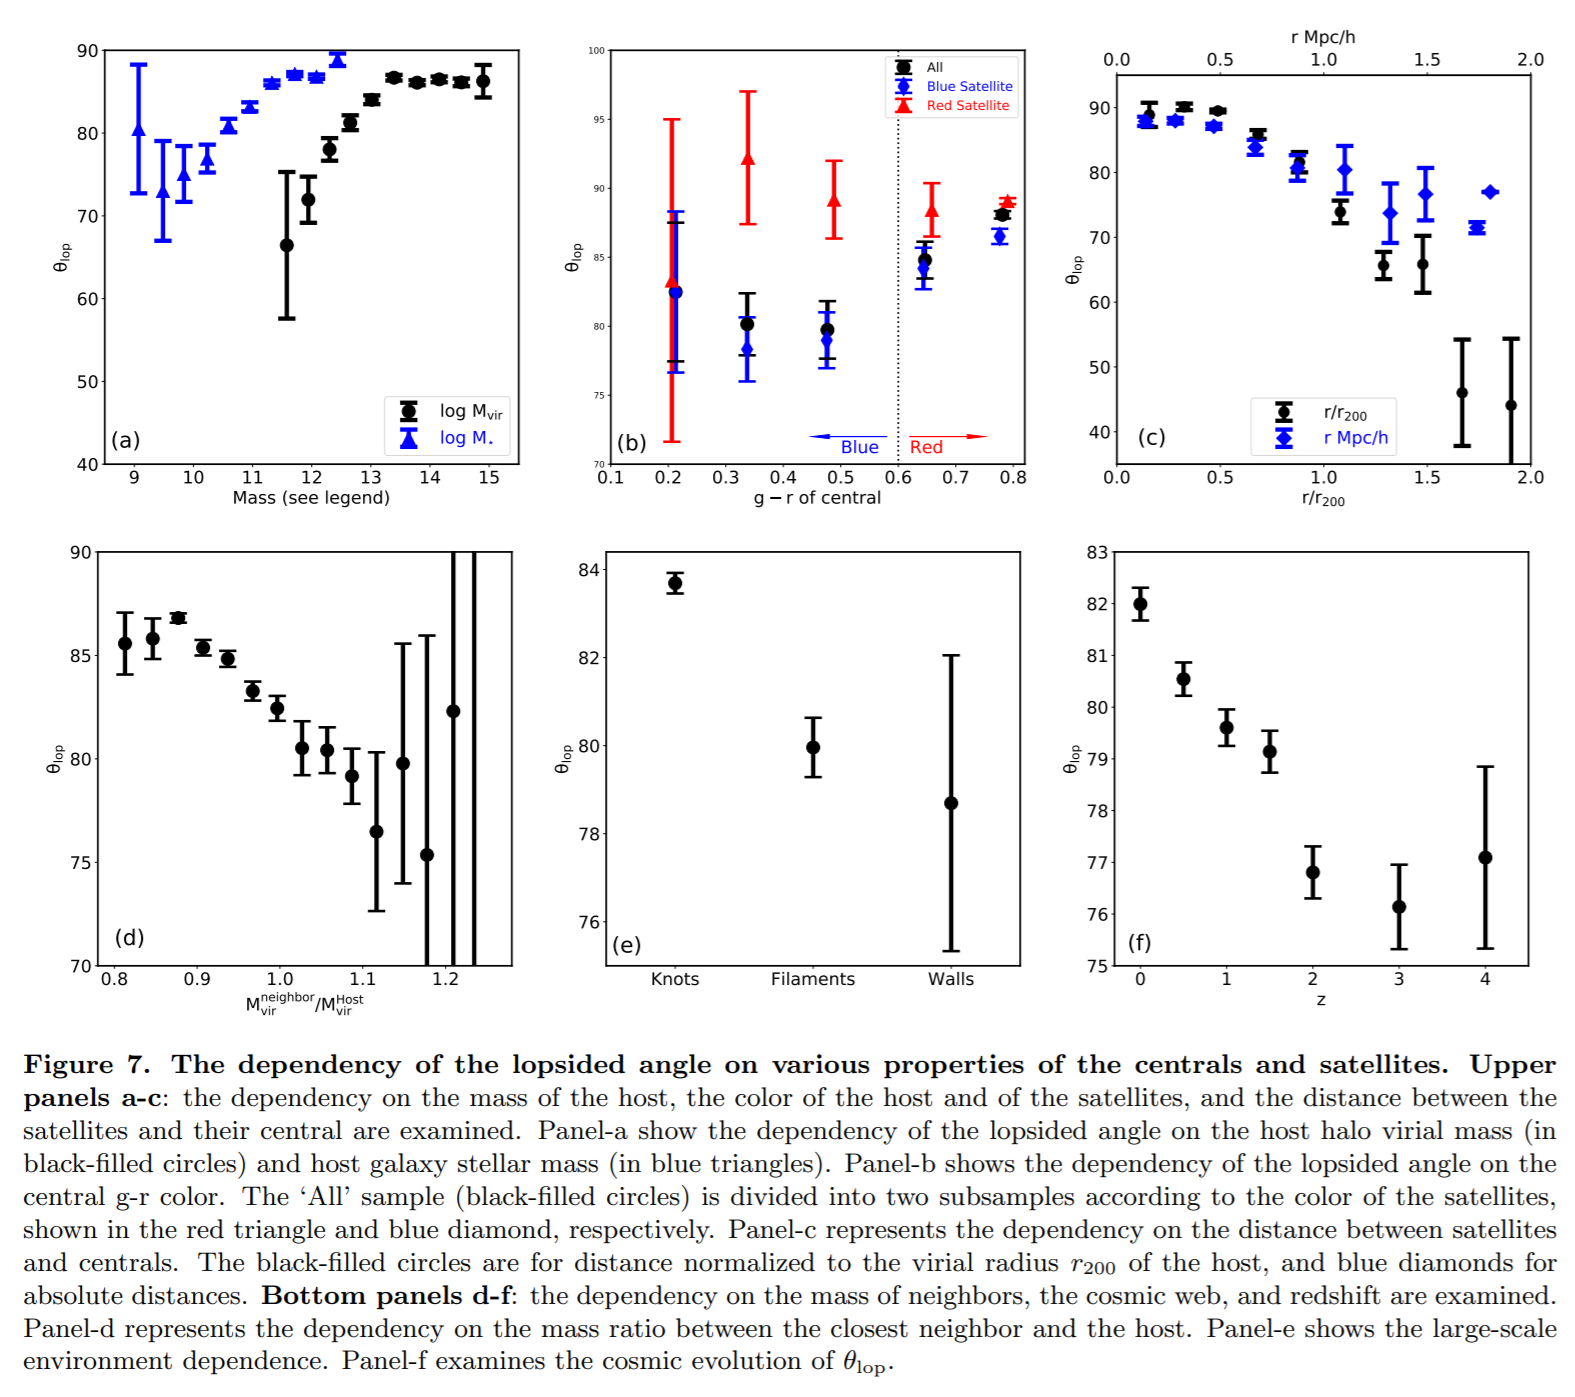 90
80
70
60
50
40
θlop
9 10 11 12 13 14 15
Mass (see legend)
(a)
log Mvir
log M⋆
100
95
90
85
80
75
70
θlop
0.1 0.2 0.3 0.4 0.5 0.6 0.7 0.8
g − r of central
(b)
All
Blue Satellite
Red Satellite
Blue Red
r Mpc/h
0.0 0.5 1.0 1.5 2.0
90
80
70
60
50
40
θlop
0.0 0.5 1.0 1.5 2.0
r/r200
(c)
r/r200
r Mpc/h
90
85
80
75
70
θlop
(d)
0.8 0.9 1.0 1.1 1.2
Mvir^neighbor/Mvir^Host
84
82
80
78
76
θlop
(e)
Knots Filaments Walls
83
82
81
80
79
78
77
76
75
θlop
(f)
0 1 2 3 4
z
Figure 7. The dependency of the lopsided angle on various properties of the centrals and satellites. Upper
panels a-c: the dependency on the mass of the host, the color of the host and of the satellites, and the distance between the
satellites and their central are examined. Panel-a show the dependency of the lopsided angle on the host halo virial mass (in
black-filled circles) and host galaxy stellar mass (in blue triangles). Panel-b shows the dependency of the lopsided angle on the
central g-r color. The ‘All’ sample (black-filled circles) is divided into two subsamples according to the color of the satellites,
shown in the red triangle and blue diamond, respectively. Panel-c represents the dependency on the distance between satellites
and centrals. The black-filled circles are for distance normalized to the virial radius r200 of the host, and blue diamonds for
absolute distances. Bottom panels d-f: the dependency on the mass of neighbors, the cosmic web, and redshift are examined.
Panel-d represents the dependency on the mass ratio between the closest neighbor and the host. Panel-e shows the large-scale
environment dependence. Panel-f examines the cosmic evolution of θlop.